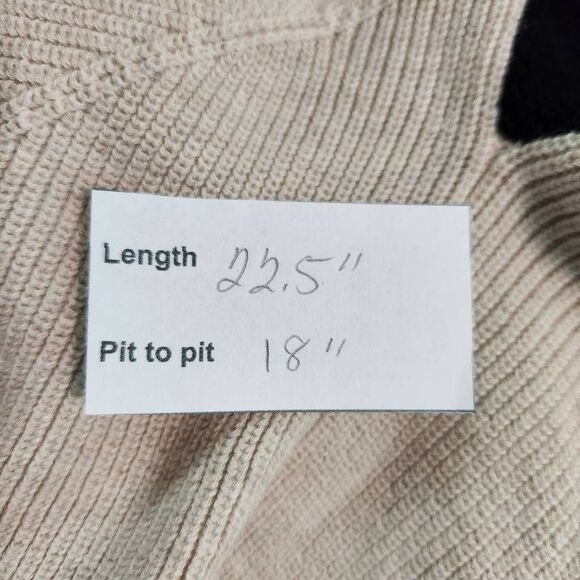 Length 22.5"
Pit to pit 18"